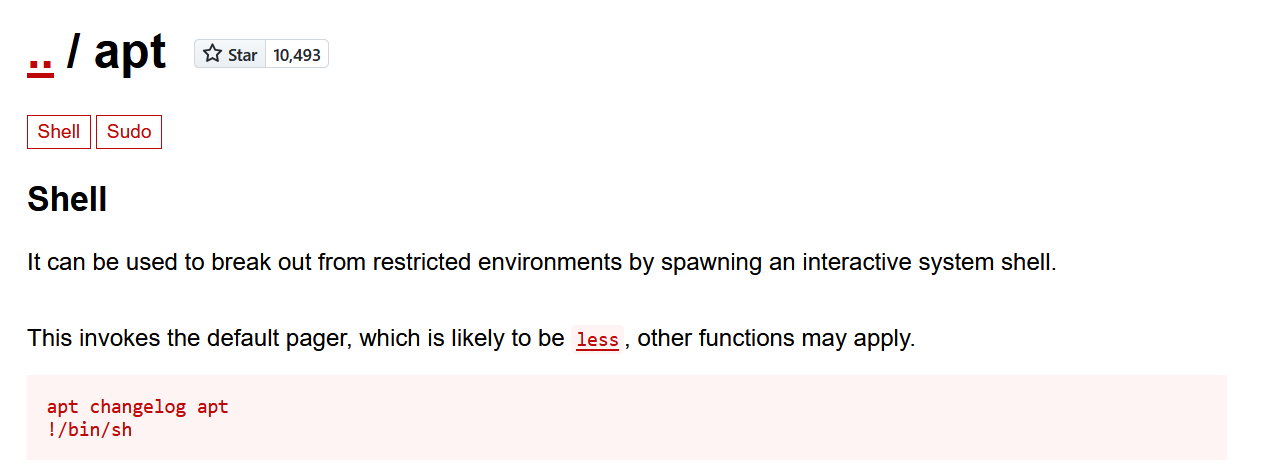 .. / apt Star 10,493
Shell Sudo
Shell
It can be used to break out from restricted environments by spawning an interactive system shell.
This invokes the default pager, which is likely to be less, other functions may apply.
apt changelog apt
!/bin/sh